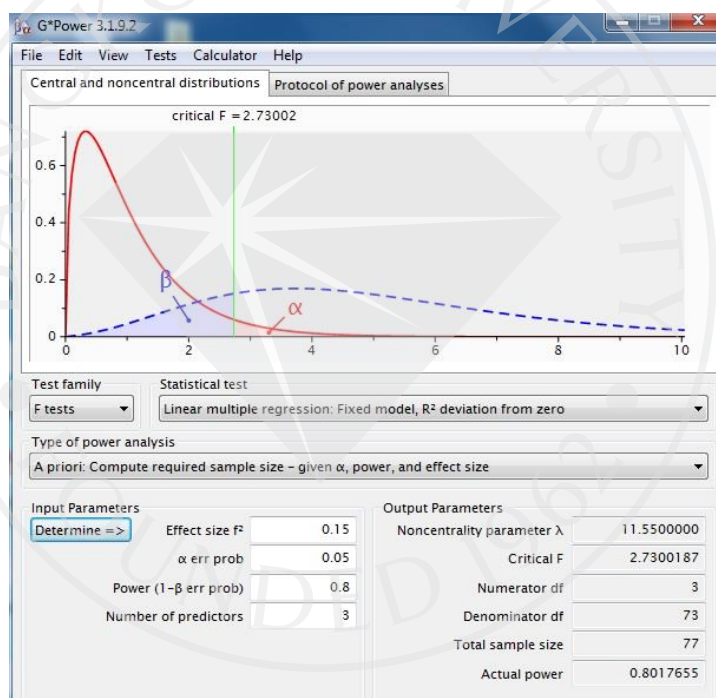 G*Power 3.1.9.2
File Edit View Tests Calculator Help
Central and noncentral distributions Protocol of power analyses
critical F = 2.73002
0.6
0.4
0.2
0
β
α
0 2 4 6 8 10
Test family Statistical test
F tests Linear multiple regression: Fixed model, R² deviation from zero
Type of power analysis
A priori: Compute required sample size – given α, power, and effect size
Input Parameters Output Parameters
Determine => Effect size f² 0.15 Noncentrality parameter λ 11.5500000
α err prob 0.05 Critical F 2.7300187
Power (1-β err prob) 0.8 Numerator df 3
Number of predictors 3 Denominator df 73
Total sample size 77
Actual power 0.8017655
UNIVERSITY
FOUNDED 1962